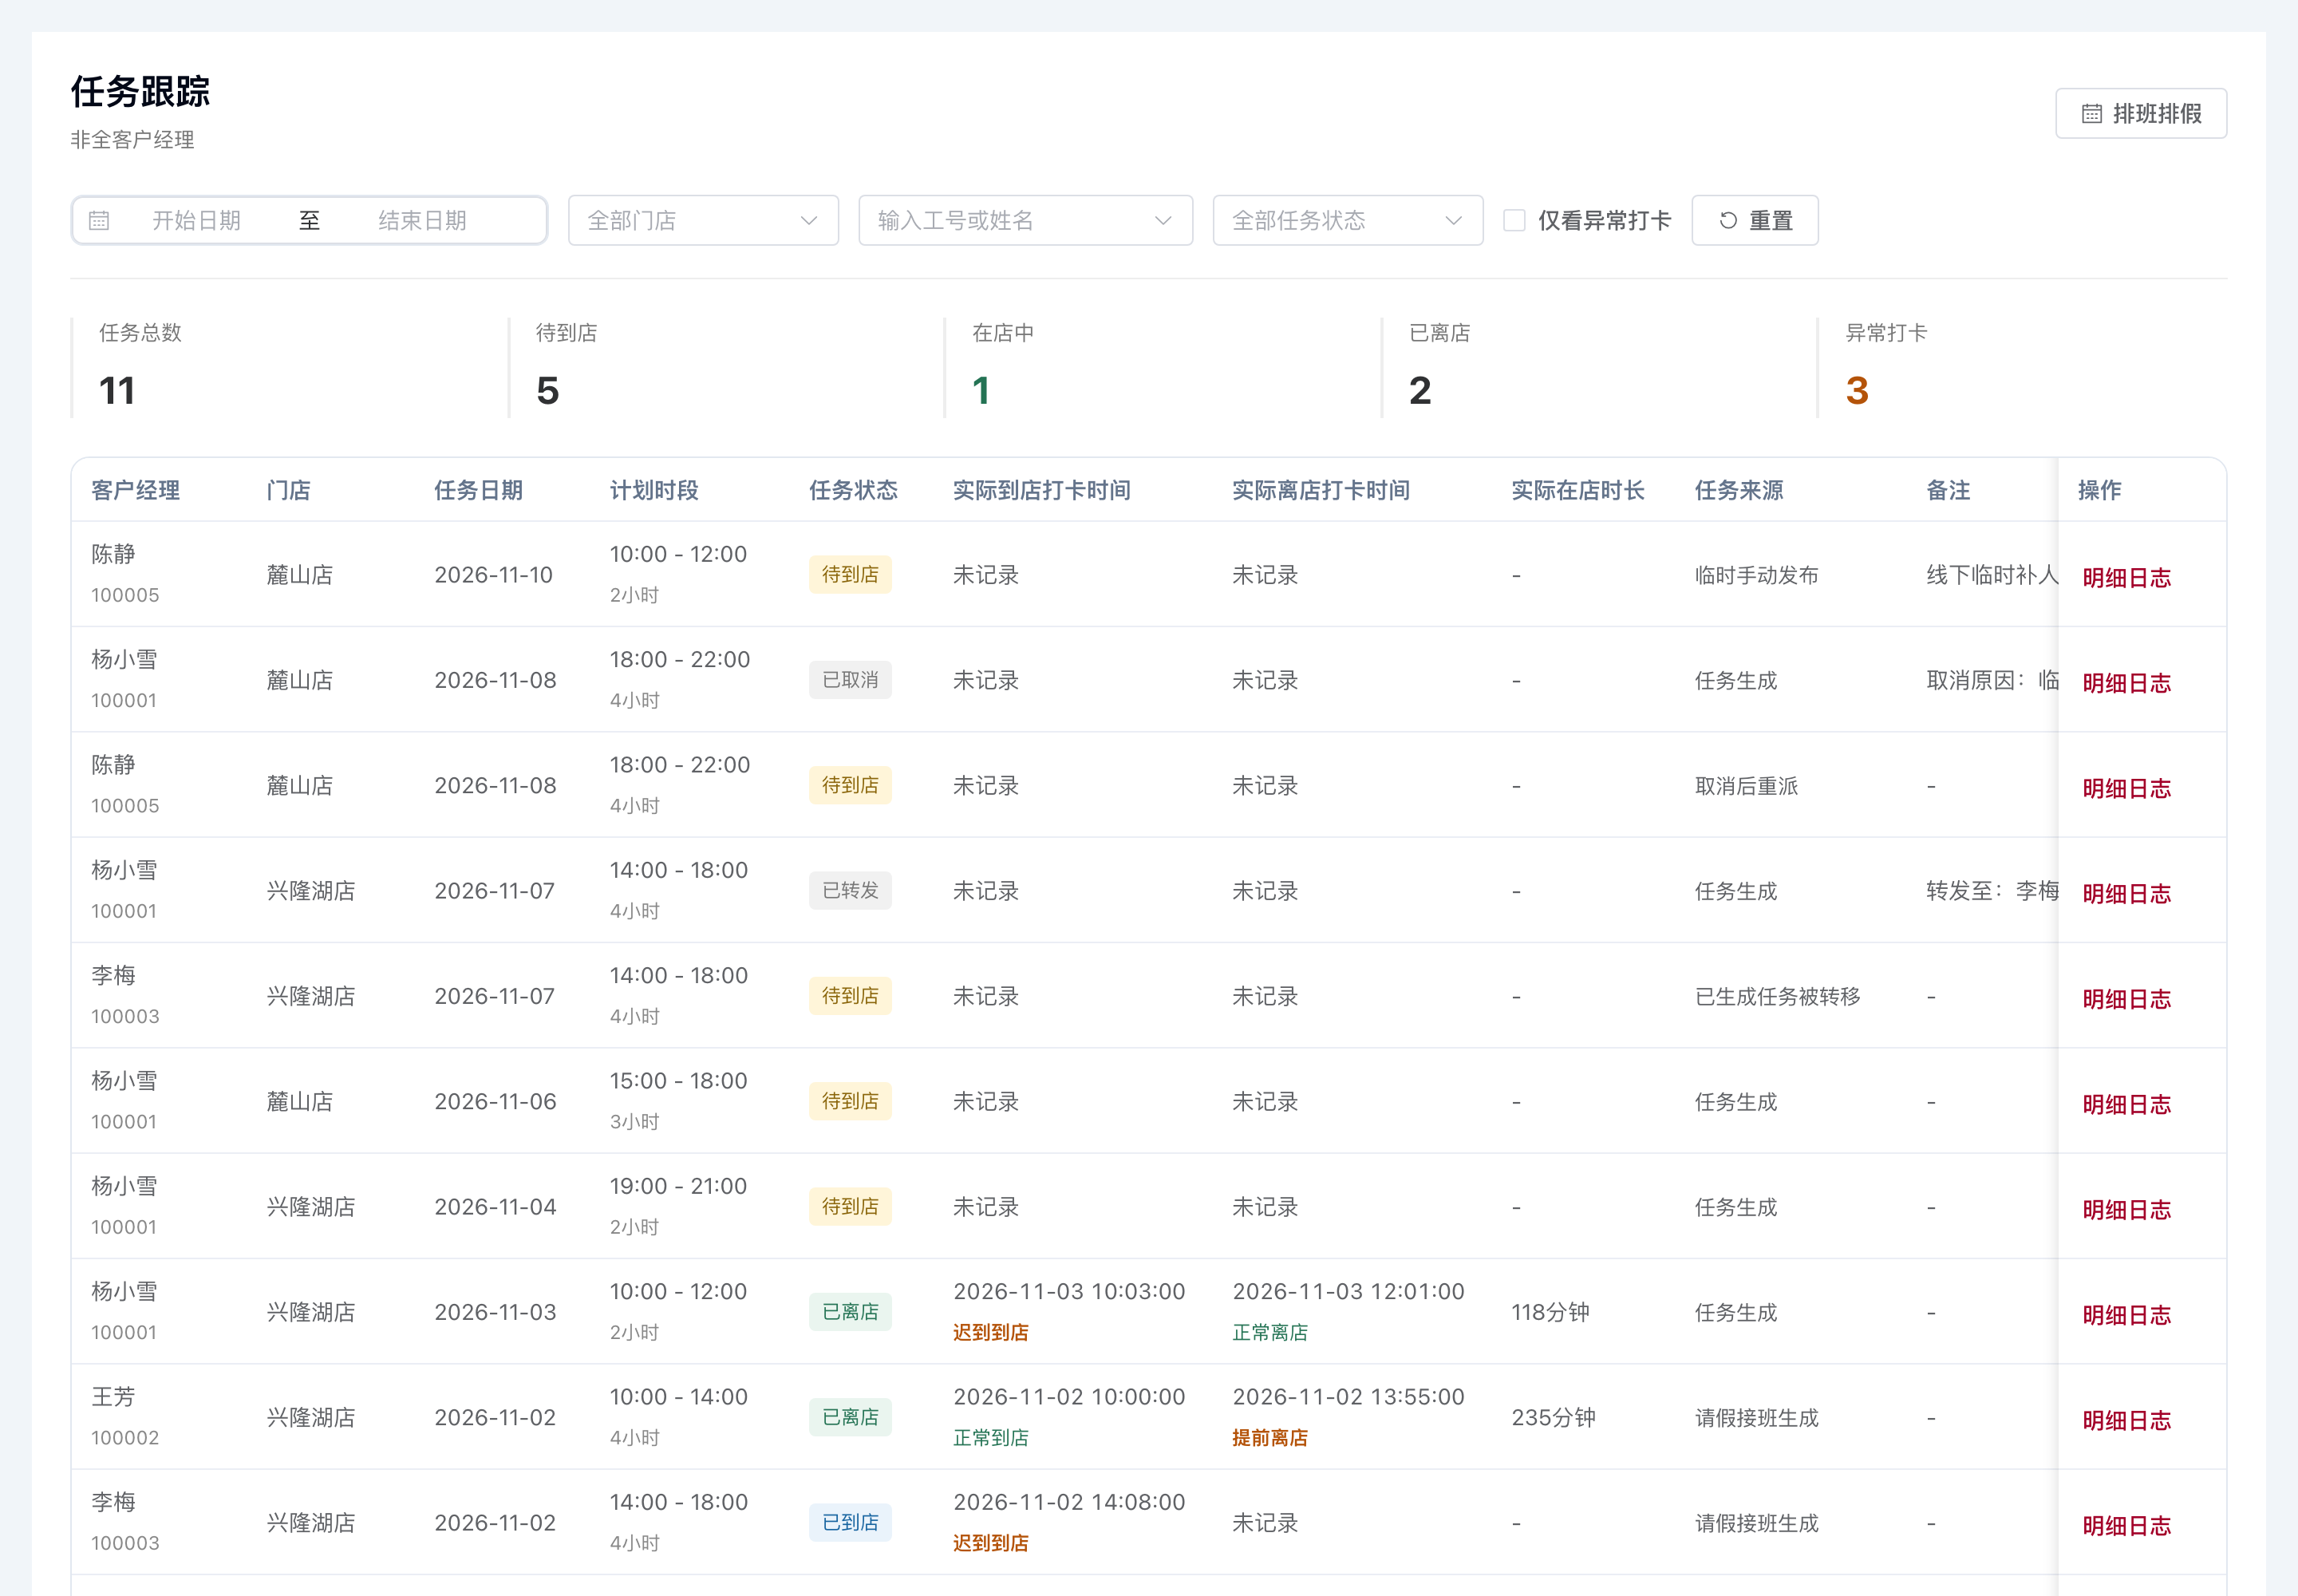 任务跟踪
非全客户经理
排班排假
开始日期 至 结束日期 全部门店 输入工号或姓名 全部任务状态 仅看异常打卡 重置
任务总数 待到店 在店中 已离店 异常打卡
11 5 1 2 3
客户经理 门店 任务日期 计划时段 任务状态 实际到店打卡时间 实际离店打卡时间 实际在店时长 任务来源 备注 操作
陈静 10:00 - 12:00
麓山店 2026-11-10 待到店 未记录 未记录 - 临时手动发布 线下临时补人 明细日志
100005 2小时
杨小雪 18:00 - 22:00
麓山店 2026-11-08 已取消 未记录 未记录 - 任务生成 取消原因：临 明细日志
100001 4小时
陈静 18:00 - 22:00
麓山店 2026-11-08 待到店 未记录 未记录 - 取消后重派 - 明细日志
100005 4小时
杨小雪 14:00 - 18:00
兴隆湖店 2026-11-07 已转发 未记录 未记录 - 任务生成 转发至：李梅 明细日志
100001 4小时
李梅 14:00 - 18:00
兴隆湖店 2026-11-07 待到店 未记录 未记录 - 已生成任务被转移 - 明细日志
100003 4小时
杨小雪 15:00 - 18:00
麓山店 2026-11-06 待到店 未记录 未记录 - 任务生成 - 明细日志
100001 3小时
杨小雪 19:00 - 21:00
兴隆湖店 2026-11-04 待到店 未记录 未记录 - 任务生成 - 明细日志
100001 2小时
杨小雪 10:00 - 12:00 2026-11-03 10:03:00 2026-11-03 12:01:00
兴隆湖店 2026-11-03 已离店 118分钟 任务生成 - 明细日志
100001 2小时 迟到到店 正常离店
王芳 10:00 - 14:00 2026-11-02 10:00:00 2026-11-02 13:55:00
兴隆湖店 2026-11-02 已离店 235分钟 请假接班生成 - 明细日志
100002 4小时 正常到店 提前离店
李梅 14:00 - 18:00 2026-11-02 14:08:00
兴隆湖店 2026-11-02 已到店 未记录 - 请假接班生成 - 明细日志
100003 4小时 迟到到店